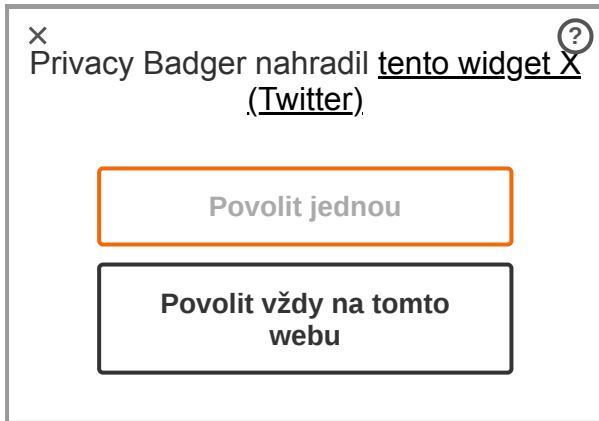 ×
?
Privacy Badger nahradil tento widget X
(Twitter)
Povolit jednou
Povolit vždy na tomto
webu